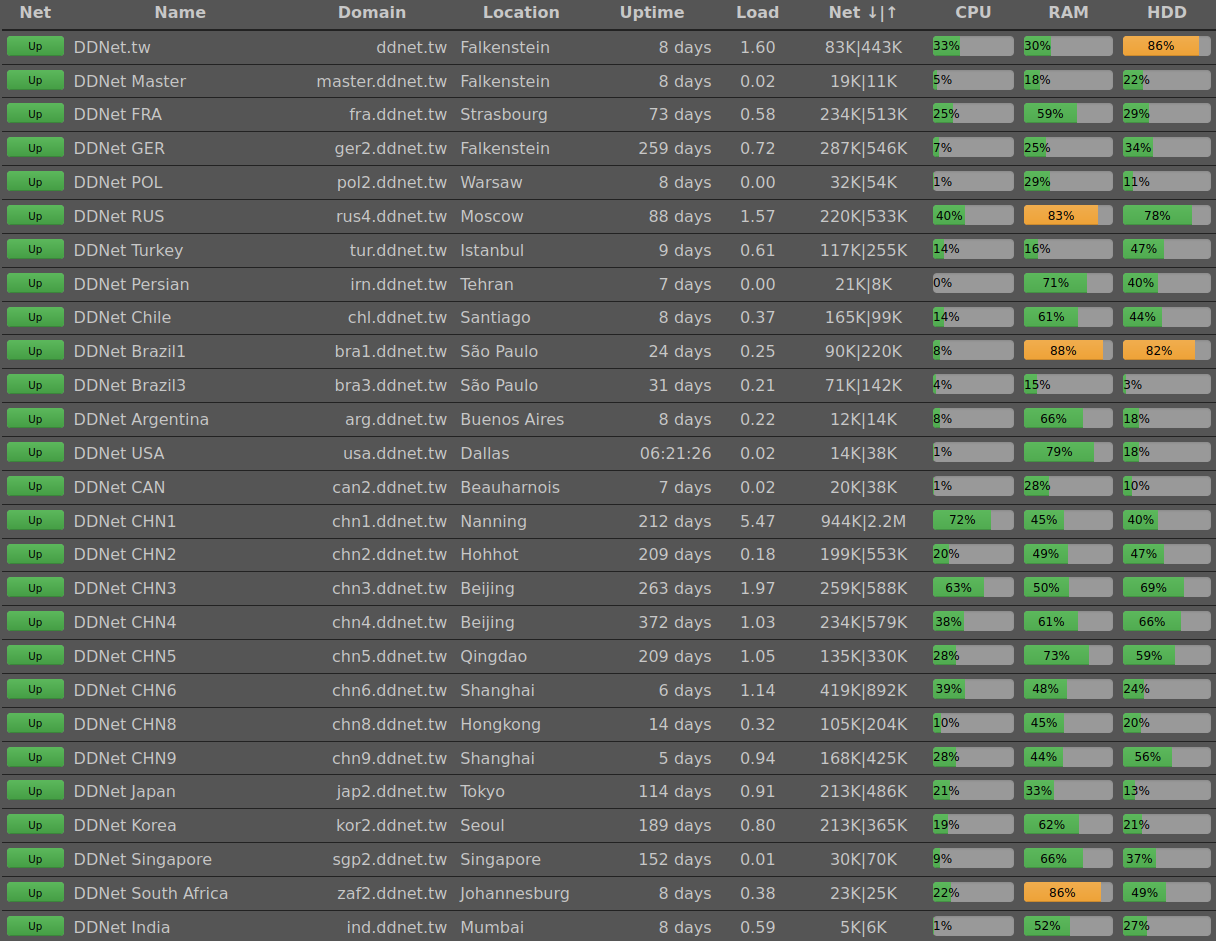 Net Name Domain Location Uptime Load Net ↓|↑ CPU RAM HDD
Up DDNet.tw ddnet.tw Falkenstein 8 days 1.60 83K|443K 33% 30% 86%
Up DDNet Master master.ddnet.tw Falkenstein 8 days 0.02 19K|11K 5% 18% 22%
Up DDNet FRA fra.ddnet.tw Strasbourg 73 days 0.58 234K|513K 25% 59% 29%
Up DDNet GER ger2.ddnet.tw Falkenstein 259 days 0.72 287K|546K 7% 25% 34%
Up DDNet POL pol2.ddnet.tw Warsaw 8 days 0.00 32K|54K 1% 29% 11%
Up DDNet RUS rus4.ddnet.tw Moscow 88 days 1.57 220K|533K 40% 83% 78%
Up DDNet Turkey tur.ddnet.tw Istanbul 9 days 0.61 117K|255K 14% 16% 47%
Up DDNet Persian irn.ddnet.tw Tehran 7 days 0.00 21K|8K 0% 71% 40%
Up DDNet Chile chl.ddnet.tw Santiago 8 days 0.37 165K|99K 14% 61% 44%
Up DDNet Brazil1 bra1.ddnet.tw São Paulo 24 days 0.25 90K|220K 8% 88% 82%
Up DDNet Brazil3 bra3.ddnet.tw São Paulo 31 days 0.21 71K|142K 4% 15% 3%
Up DDNet Argentina arg.ddnet.tw Buenos Aires 8 days 0.22 12K|14K 8% 66% 18%
Up DDNet USA usa.ddnet.tw Dallas 06:21:26 0.02 14K|38K 1% 79% 18%
Up DDNet CAN can2.ddnet.tw Beauharnois 7 days 0.02 20K|38K 1% 28% 10%
Up DDNet CHN1 chn1.ddnet.tw Nanning 212 days 5.47 944K|2.2M 72% 45% 40%
Up DDNet CHN2 chn2.ddnet.tw Hohhot 209 days 0.18 199K|553K 20% 49% 47%
Up DDNet CHN3 chn3.ddnet.tw Beijing 263 days 1.97 259K|588K 63% 50% 69%
Up DDNet CHN4 chn4.ddnet.tw Beijing 372 days 1.03 234K|579K 38% 61% 66%
Up DDNet CHN5 chn5.ddnet.tw Qingdao 209 days 1.05 135K|330K 28% 73% 59%
Up DDNet CHN6 chn6.ddnet.tw Shanghai 6 days 1.14 419K|892K 39% 48% 24%
Up DDNet CHN8 chn8.ddnet.tw Hongkong 14 days 0.32 105K|204K 10% 45% 20%
Up DDNet CHN9 chn9.ddnet.tw Shanghai 5 days 0.94 168K|425K 28% 44% 56%
Up DDNet Japan jap2.ddnet.tw Tokyo 114 days 0.91 213K|486K 21% 33% 13%
Up DDNet Korea kor2.ddnet.tw Seoul 189 days 0.80 213K|365K 19% 62% 21%
Up DDNet Singapore sgp2.ddnet.tw Singapore 152 days 0.01 30K|70K 9% 66% 37%
Up DDNet South Africa zaf2.ddnet.tw Johannesburg 8 days 0.38 23K|25K 22% 86% 49%
Up DDNet India ind.ddnet.tw Mumbai 8 days 0.59 5K|6K 1% 52% 27%